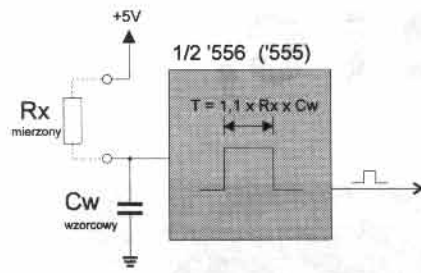 +5V
1/2 '556 ('555)
T = 1,1 x Rx x Cw
Rx
mierzony
Cw
wzorcowy